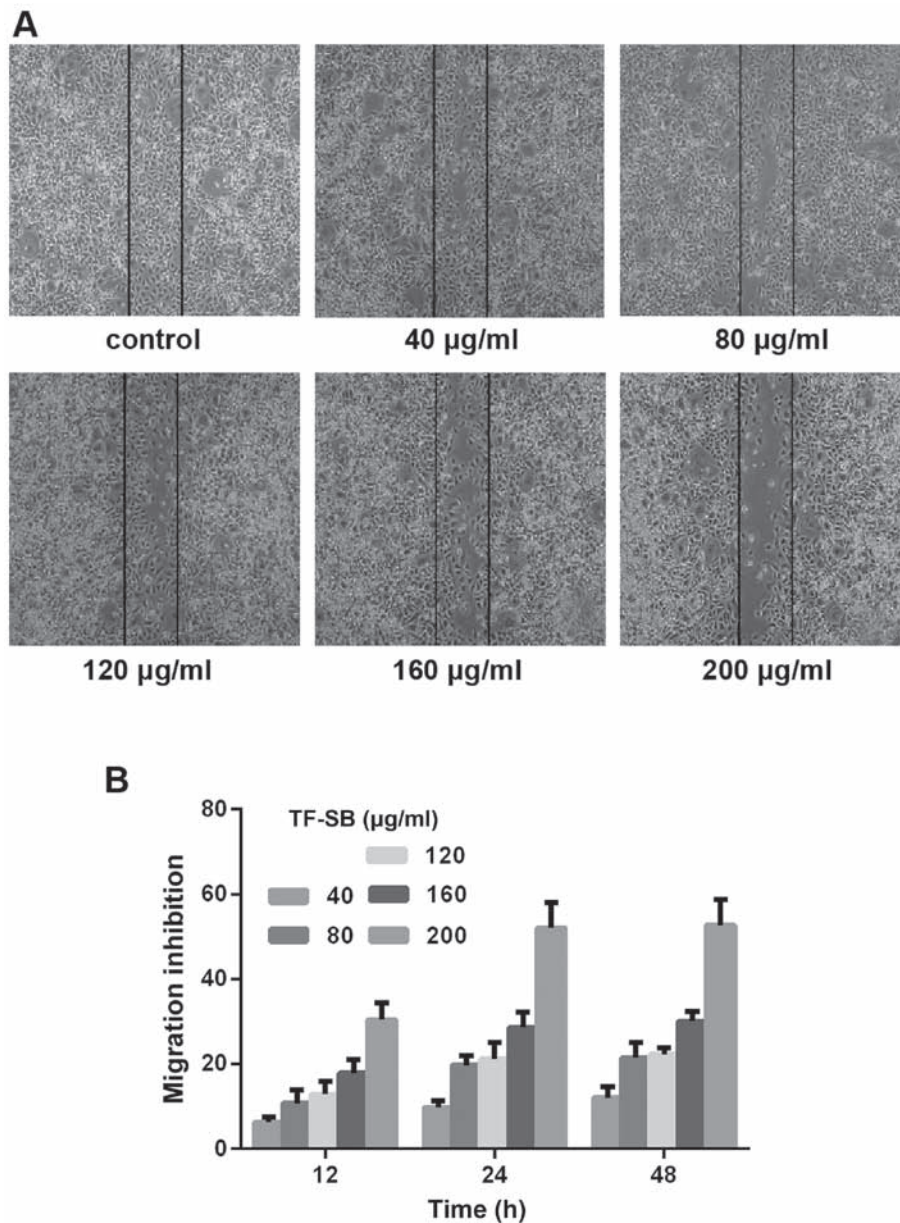 A
control
40 µg/ml
80 µg/ml
120 µg/ml
160 µg/ml
200 µg/ml
B
Migration inhibition
80
60
40
20
0
TF-SB (µg/ml)
120
40
160
80
200
12
24
48
Time (h)